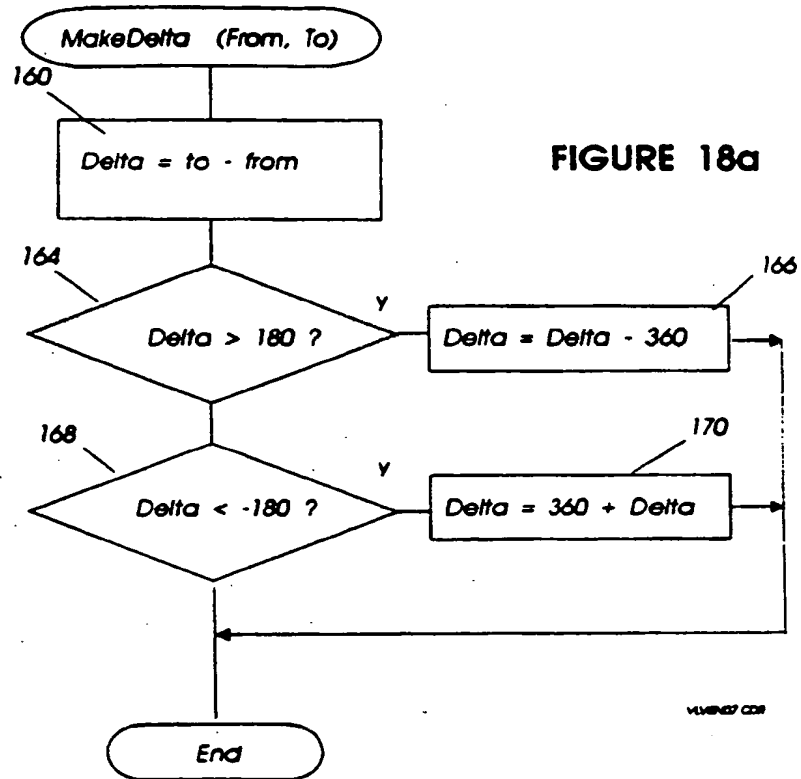 MakeDelta (From, To)
160
Delta = to - from
FIGURE 18a
164
Delta > 180 ?
Y
166
Delta = Delta - 360
168
Delta < -180 ?
Y
170
Delta = 360 + Delta
End